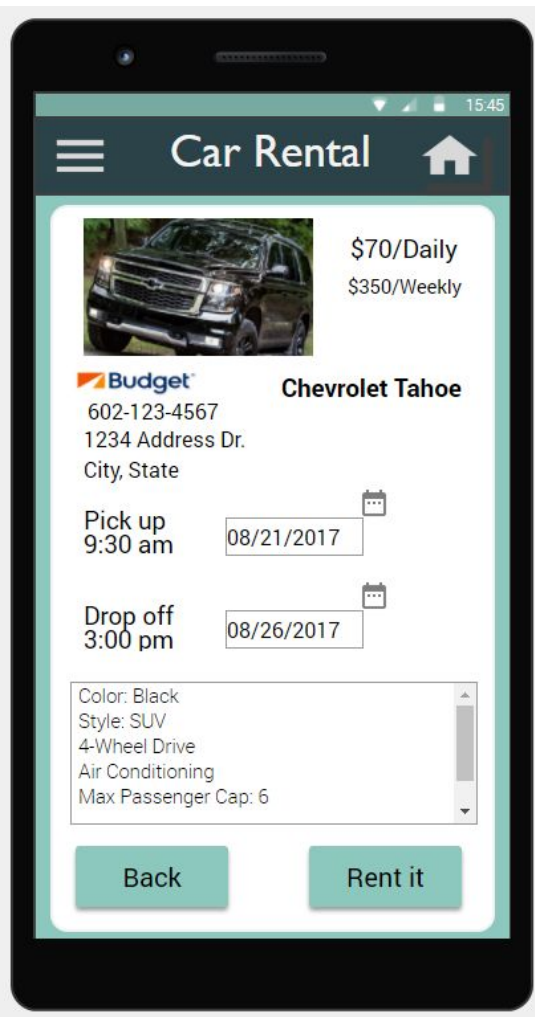 15:45
Car Rental
$70/Daily
$350/Weekly
Budget
Chevrolet Tahoe
602-123-4567
1234 Address Dr.
City, State
Pick up
9:30 am
08/21/2017
Drop off
3:00 pm
08/26/2017
Color: Black
Style: SUV
4-Wheel Drive
Air Conditioning
Max Passenger Cap: 6
Back
Rent it